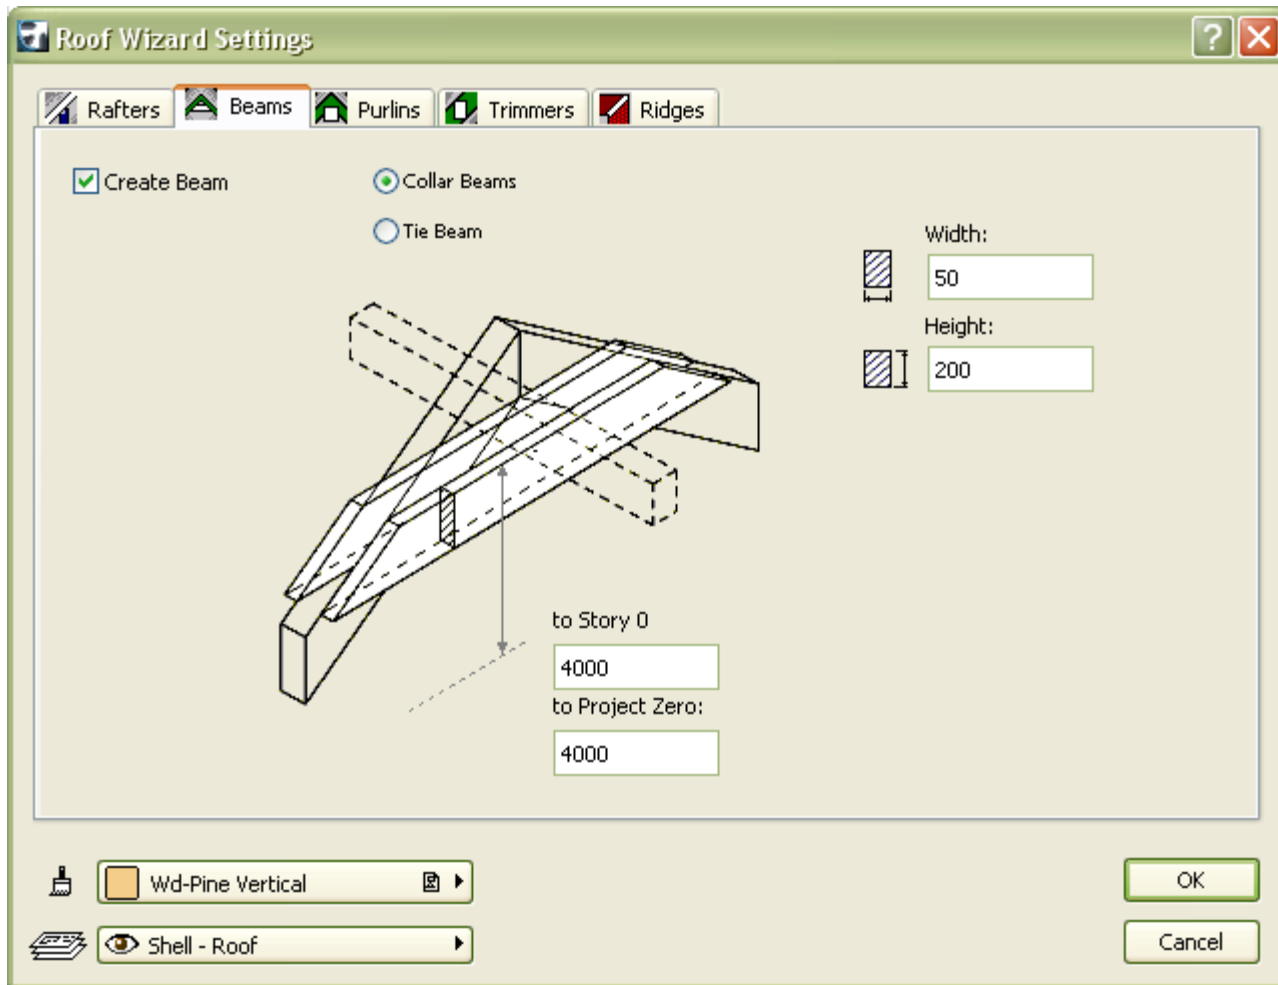 Roof Wizard Settings
Rafters Beams Purlins Trimmers Ridges
Create Beam
Collar Beams
Tie Beam
Width:
50
Height:
200
to Story 0
4000
to Project Zero:
4000
Wd-Pine Vertical
OK
Shell - Roof
Cancel